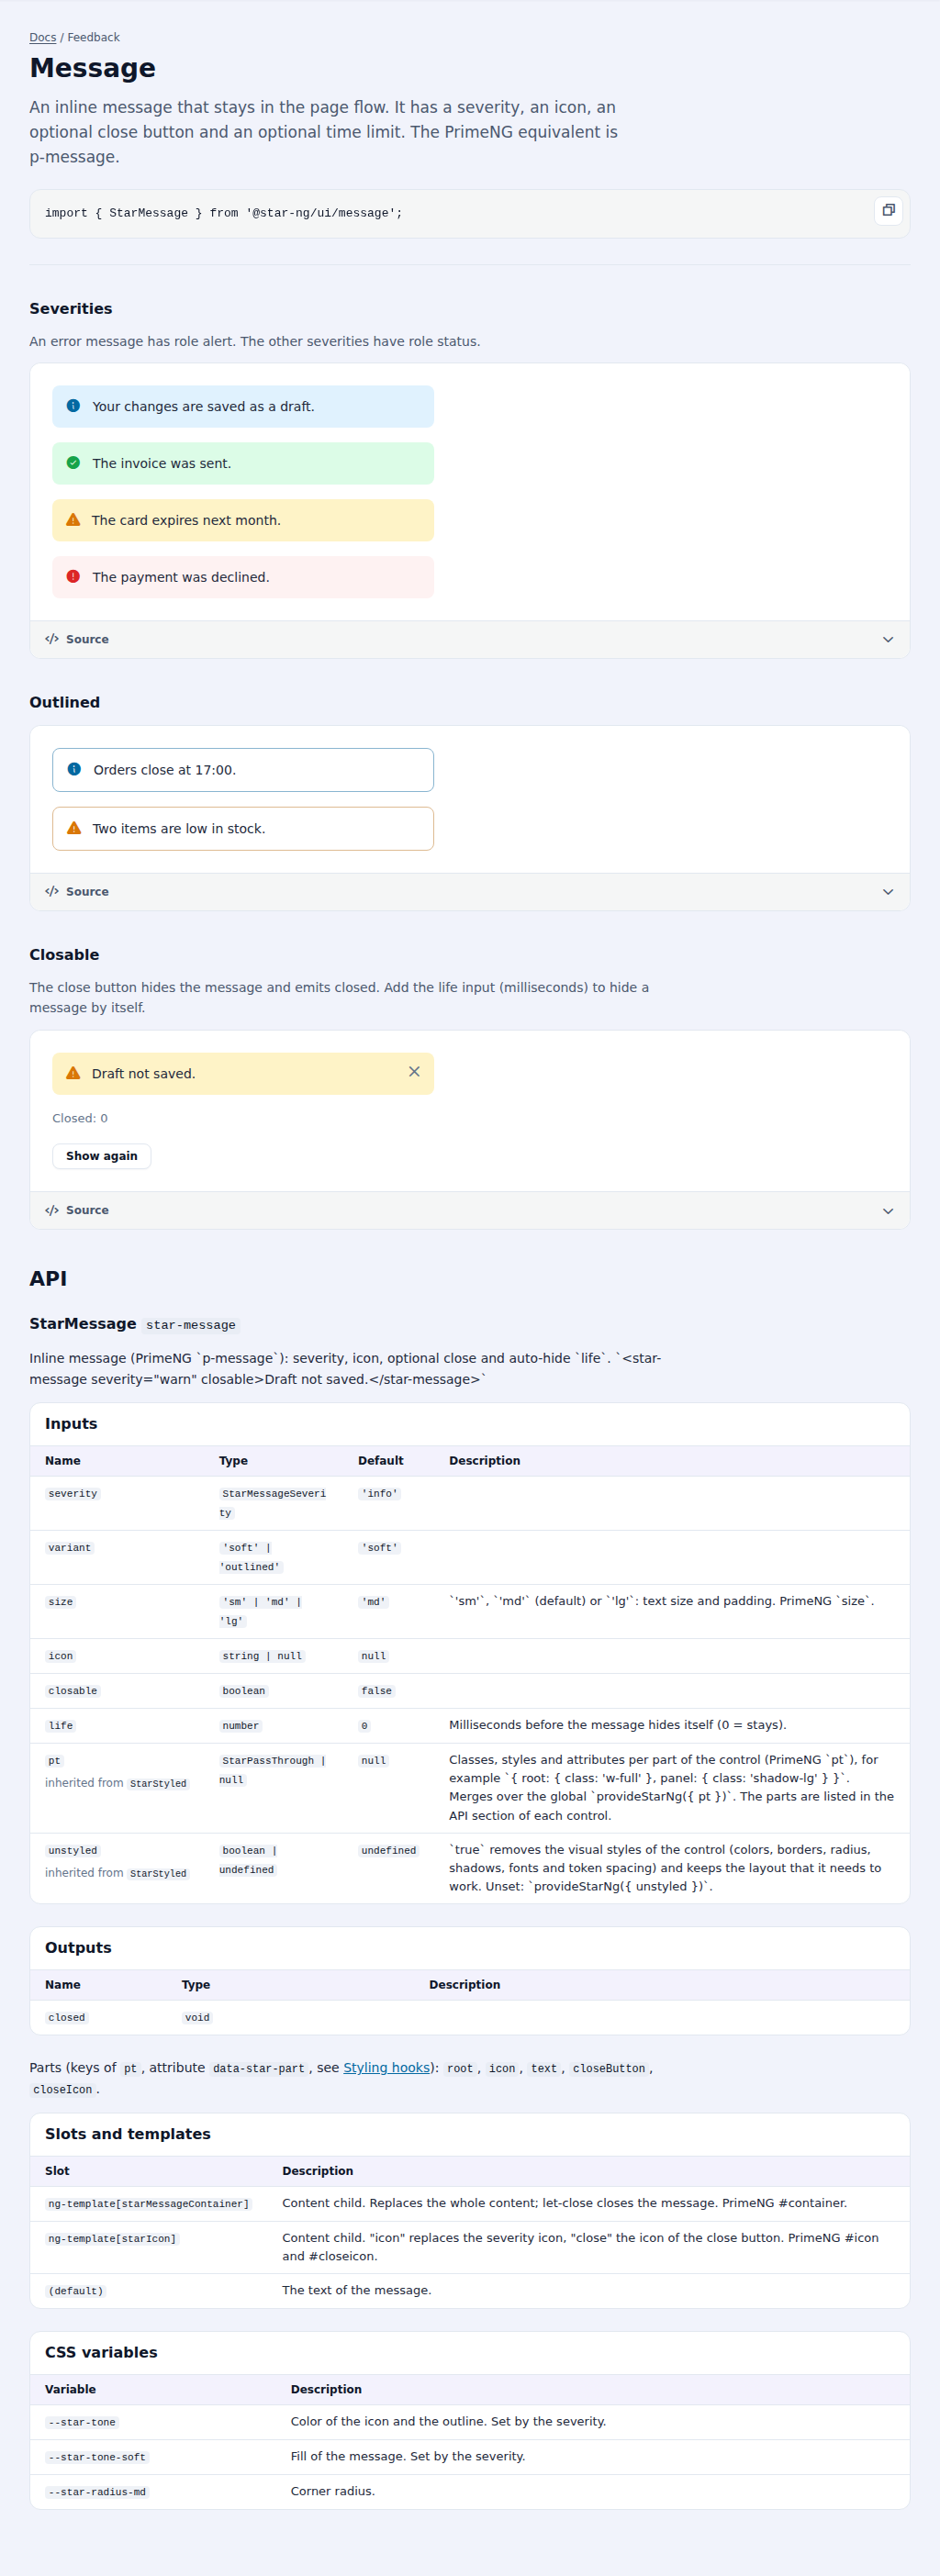 Docs / Feedback
Message
An inline message that stays in the page flow. It has a severity, an icon, an
optional close button and an optional time limit. The PrimeNG equivalent is
p-message.
import { StarMessage } from '@star-ng/ui/message';
Severities
An error message has role alert. The other severities have role status.
Your changes are saved as a draft.
The invoice was sent.
The card expires next month.
The payment was declined.
Source
Outlined
Orders close at 17:00.
Two items are low in stock.
Source
Closable
The close button hides the message and emits closed. Add the life input (milliseconds) to hide a
message by itself.
Draft not saved.
Closed: 0
Show again
Source
API
StarMessage star-message
Inline message (PrimeNG `p-message`): severity, icon, optional close and auto-hide `life`. `<star-
message severity="warn" closable>Draft not saved.</star-message>`
Inputs
Name Type Default Description
severity StarMessageSeveri 'info'
ty
variant 'soft' | 'soft'
'outlined'
size 'sm' | 'md' | 'md' `'sm'`, `'md'` (default) or `'lg'`: text size and padding. PrimeNG `size`.
'lg'
icon string | null null
closable boolean false
life number 0 Milliseconds before the message hides itself (0 = stays).
pt StarPassThrough | null Classes, styles and attributes per part of the control (PrimeNG `pt`), for
inherited from StarStyled null example `{ root: { class: 'w-full' }, panel: { class: 'shadow-lg' } }`.
Merges over the global `provideStarNg({ pt })`. The parts are listed in the
API section of each control.
unstyled boolean | undefined `true` removes the visual styles of the control (colors, borders, radius,
inherited from StarStyled undefined shadows, fonts and token spacing) and keeps the layout that it needs to
work. Unset: `provideStarNg({ unstyled })`.
Outputs
Name Type Description
closed void
Parts (keys of pt, attribute data-star-part, see Styling hooks): root, icon, text, closeButton,
closeIcon.
Slots and templates
Slot Description
ng-template[starMessageContainer] Content child. Replaces the whole content; let-close closes the message. PrimeNG #container.
ng-template[starIcon] Content child. "icon" replaces the severity icon, "close" the icon of the close button. PrimeNG #icon
and #closeicon.
(default) The text of the message.
CSS variables
Variable Description
--star-tone Color of the icon and the outline. Set by the severity.
--star-tone-soft Fill of the message. Set by the severity.
--star-radius-md Corner radius.